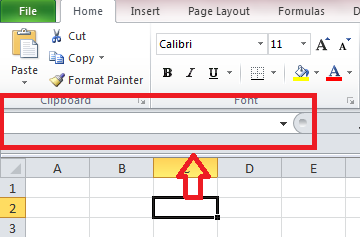 File Home Insert Page Layout Formulas
Cut
Calibri 11 A A
Copy
Paste
Format Painter
B I U A
Clipboard Font
A B D E
1
2
3